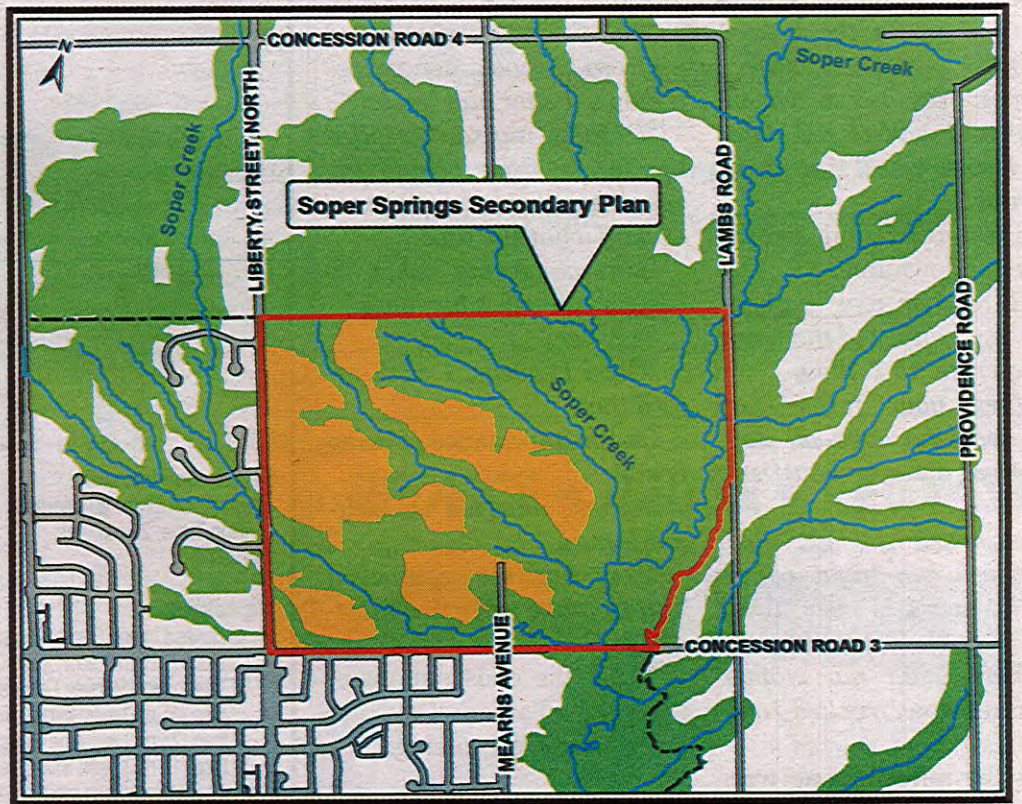 CONCESSION ROAD 4
N
Soper Creek
Soper Creek
LIBERTY STREET NORTH
LAMBS ROAD
Soper Springs Secondary Plan
PROVIDENCE ROAD
Soper Creek
MEARNS AVENUE
CONCESSION ROAD 3